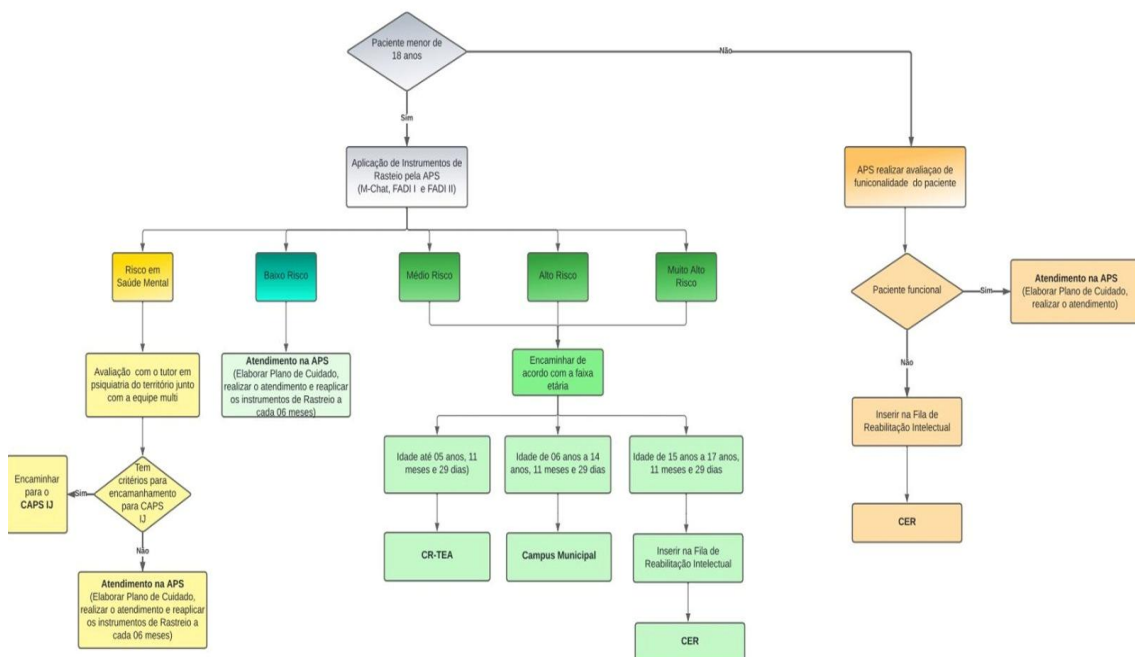 Paciente menor de
18 anos
Não
Sim
Aplicação de Instrumentos de
Rasteio pela APS
(M-Chat, FADI I e FADI II)
APS realizar avaliaçao de
funiconalidade do paciente
Risco em
Saúde Mental
Baixo Risco
Médio Risco
Alto Risco
Muito Alto
Risco
Paciente funcional
Sim
Atendimento na APS
(Elaborar Plano de Cuidado,
realizar o atendimento)
Não
Avaliação com o tutor em
psiquiatria do território junto
com a equipe multi
Atendimento na APS
(Elaborar Plano de Cuidado,
realizar o atendimento e reaplicar
os instrumentos de Rastreio a
cada 06 meses)
Encaminhar de
acordo com a faixa
etária
Inserir na Fila de
Reabilitação Intelectual
Idade até 05 anos, 11
meses e 29 dias)
Idade de 06 anos a 14
anos, 11 meses e 29 dias)
Idade de 15 anos a 17 anos,
11 meses e 29 dias)
Encaminhar
para o
CAPS IJ
Sim
Tem
critérios para
encamanhamento
para CAPS
IJ
Não
CER
CR-TEA
Campus Municipal
Inserir na Fila de
Reabilitação Intelectual
Atendimento na APS
(Elaborar Plano de Cuidado,
realizar o atendimento e reaplicar
os instrumentos de Rastreio a
cada 06 meses)
CER